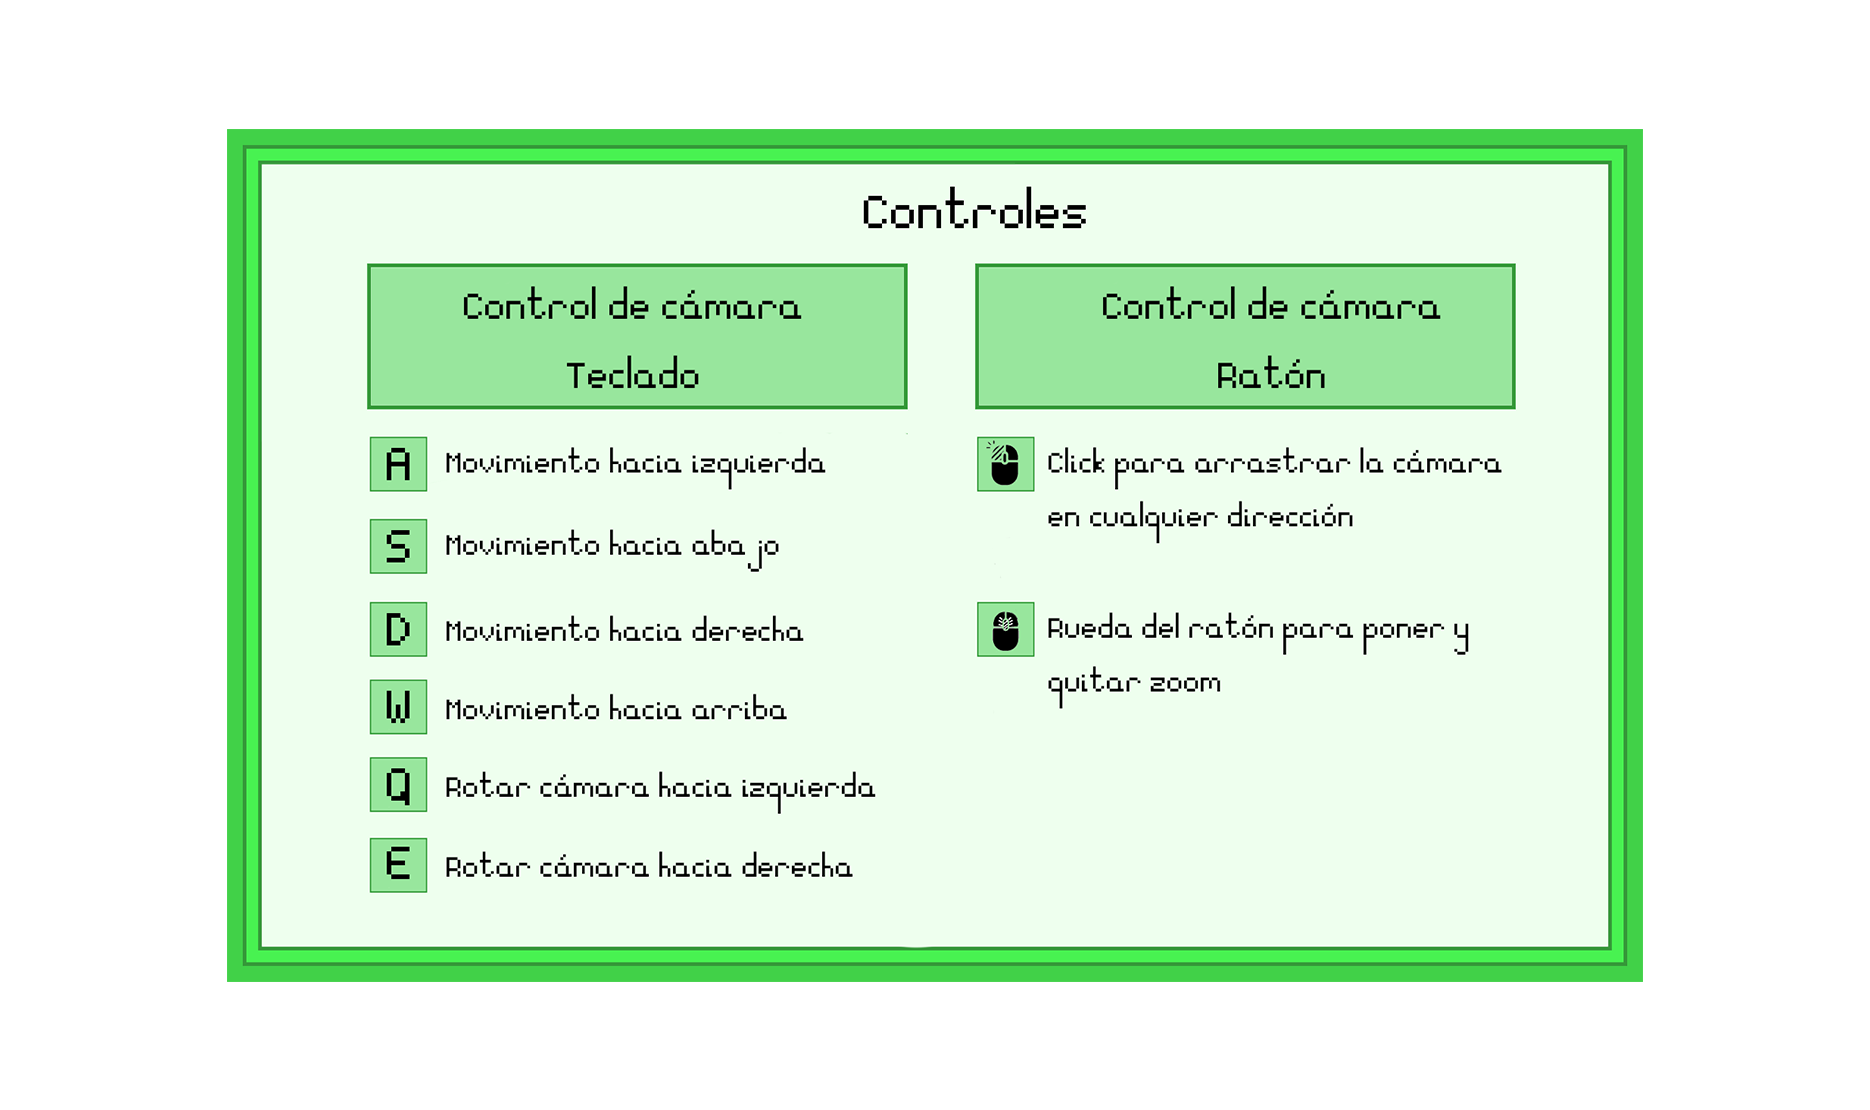 Controles
Control de cámara
Teclado
A Movimiento hacia izquierda
S Movimiento hacia abajo
D Movimiento hacia derecha
W Movimiento hacia arriba
Q Rotar cámara hacia izquierda
E Rotar cámara hacia derecha
Control de cámara
Ratón
Click para arrastrar la cámara
en cualquier dirección
Rueda del ratón para poner y
quitar zoom